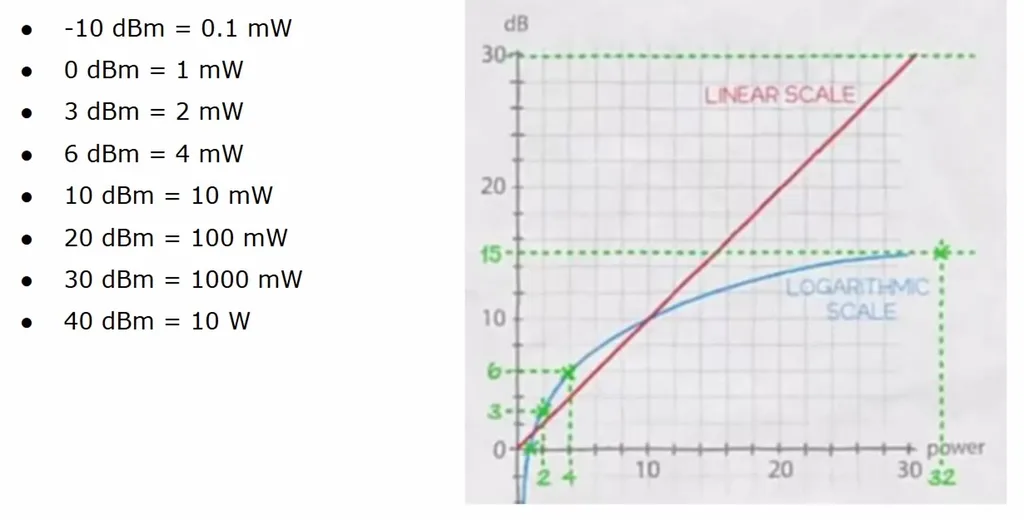 • -10 dBm = 0.1 mW
• 0 dBm = 1 mW
• 3 dBm = 2 mW
• 6 dBm = 4 mW
• 10 dBm = 10 mW
• 20 dBm = 100 mW
• 30 dBm = 1000 mW
• 40 dBm = 10 W
dB
30
LINEAR SCALE
20
15
LOGARITHMIC
SCALE
10
6
3
0
power
10 20 30
2 4 32